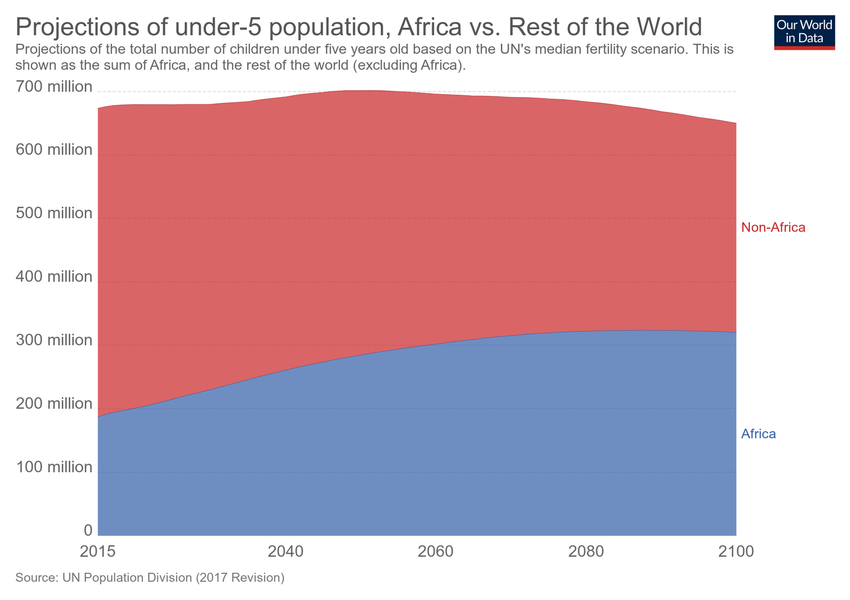 Projections of under-5 population, Africa vs. Rest of the World
Our World
in Data
Projections of the total number of children under five years old based on the UN's median fertility scenario. This is
shown as the sum of Africa, and the rest of the world (excluding Africa).
700 million
600 million
500 million
400 million
300 million
200 million
100 million
0
Non-Africa
Africa
2015
2040
2060
2080
2100
Source: UN Population Division (2017 Revision)